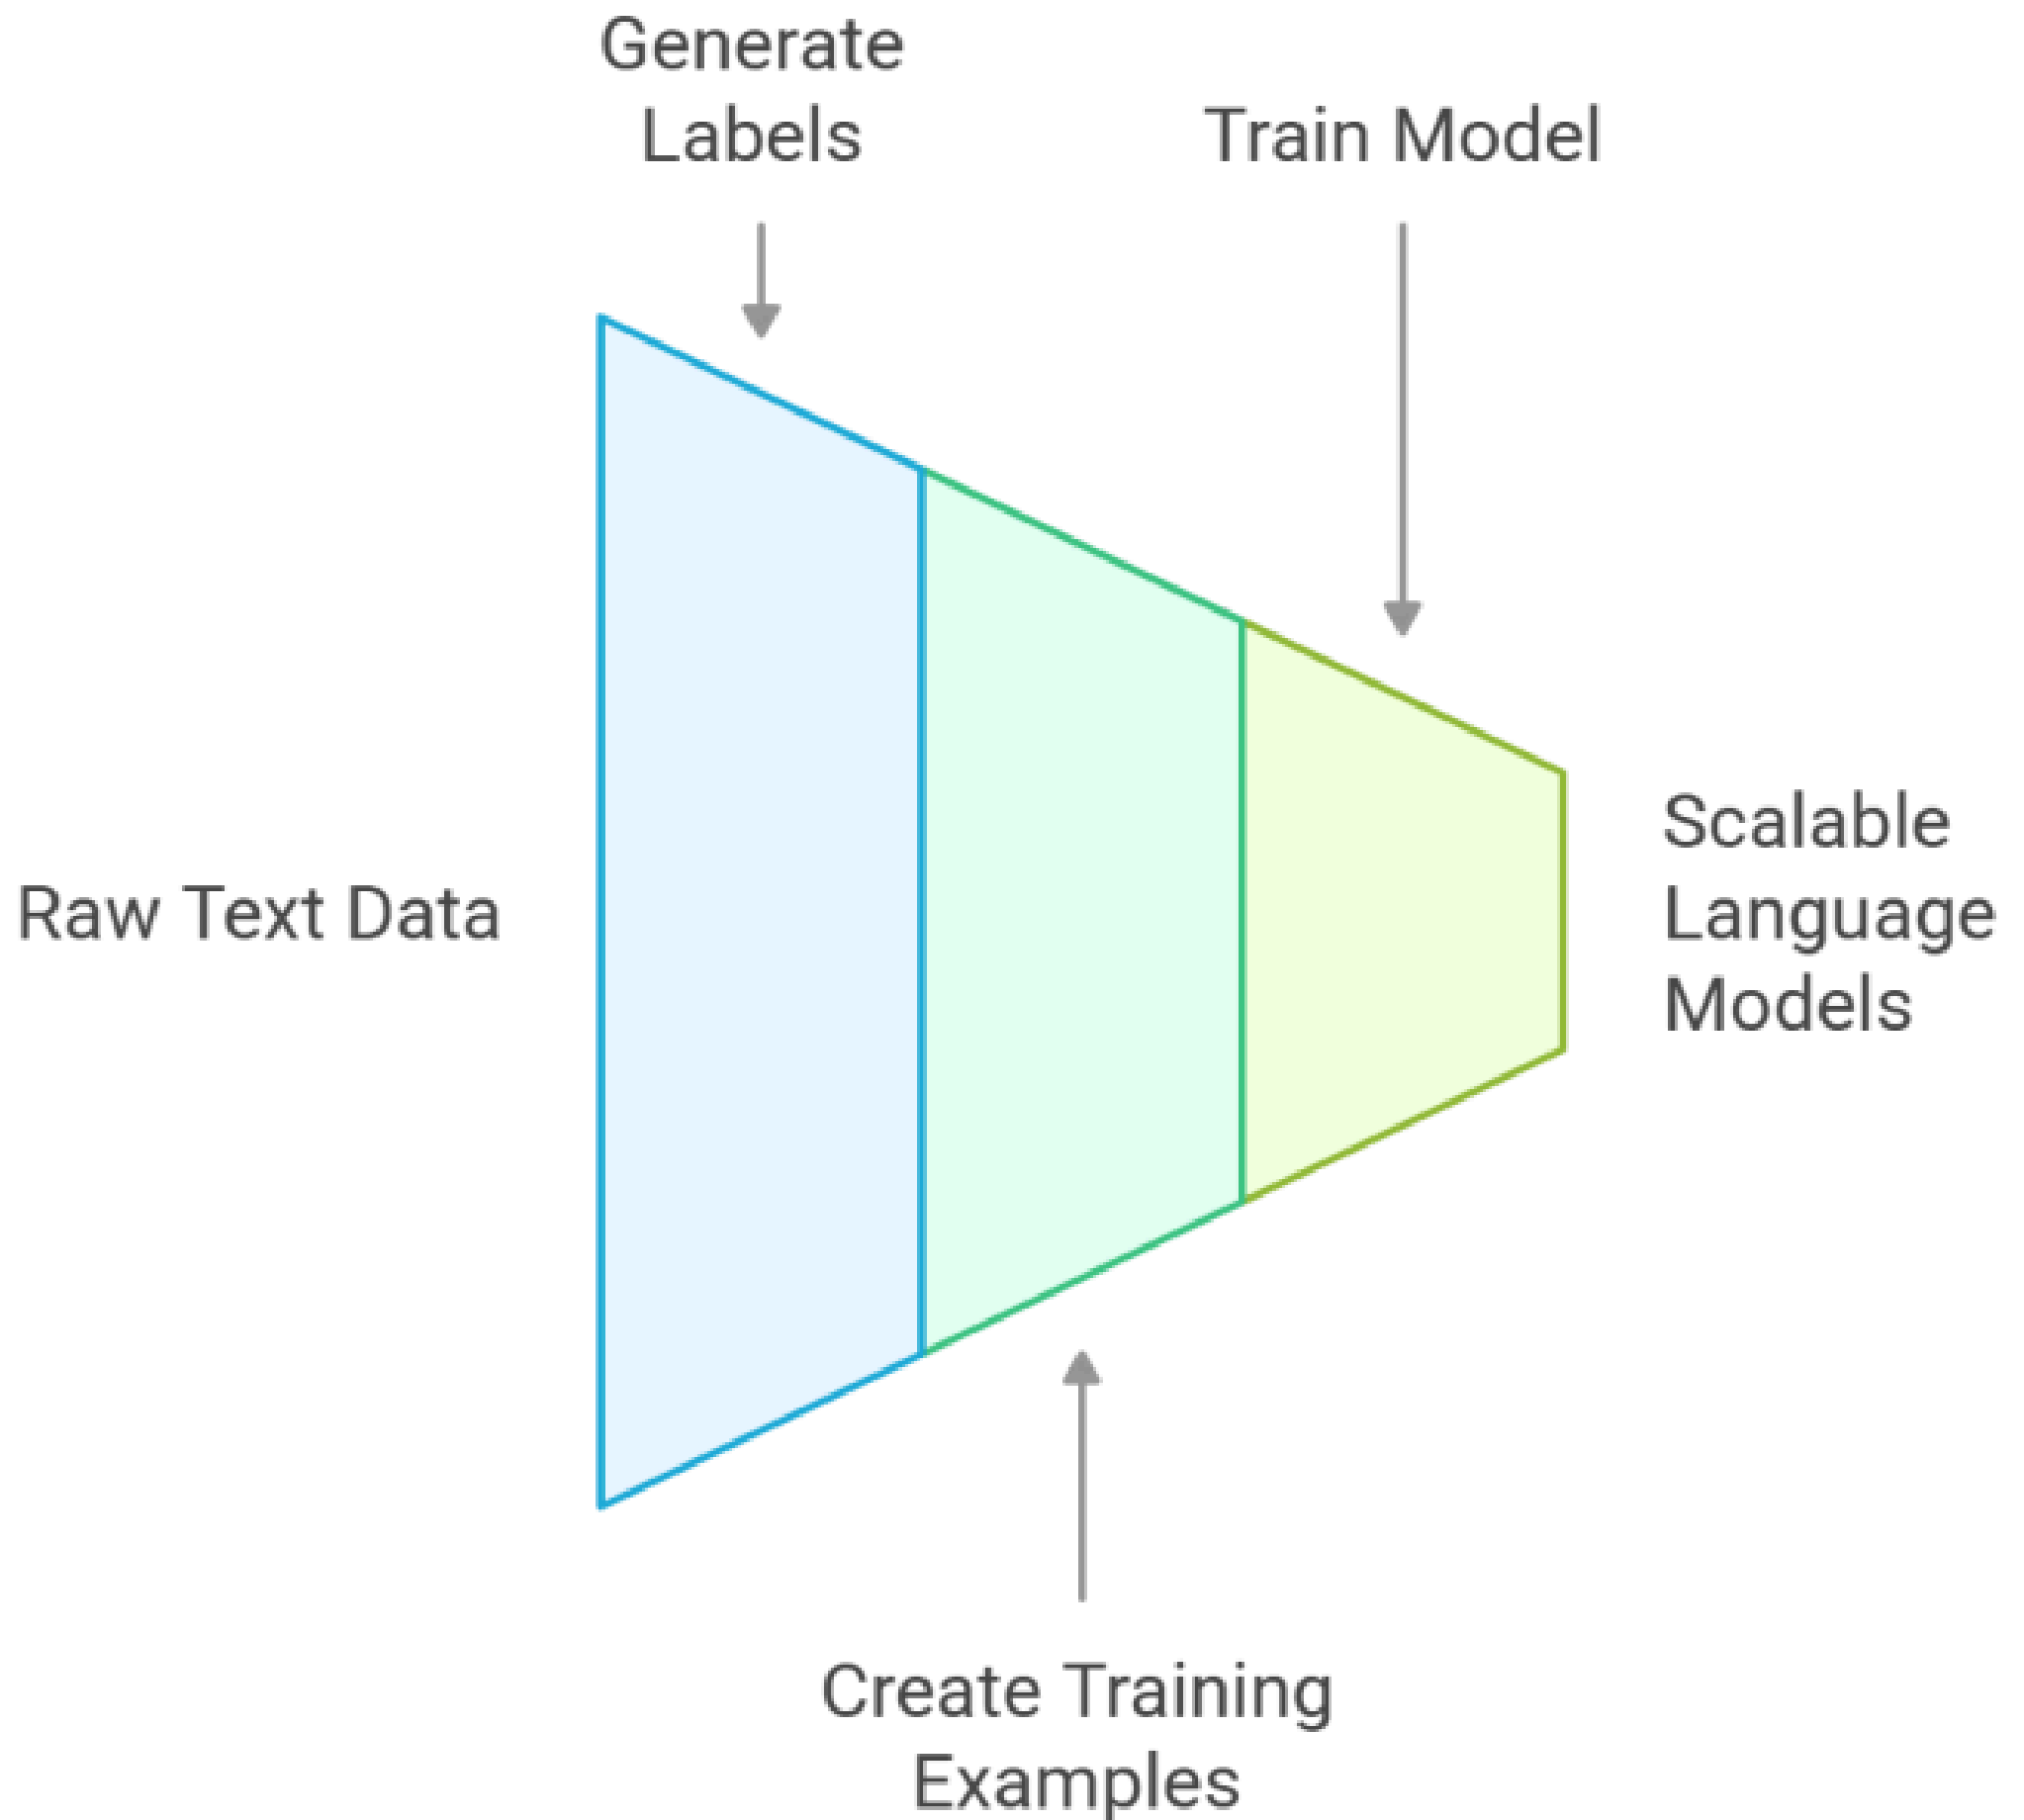 Generate
Labels
Train Model
Raw Text Data
Scalable
Language
Models
Create Training
Examples